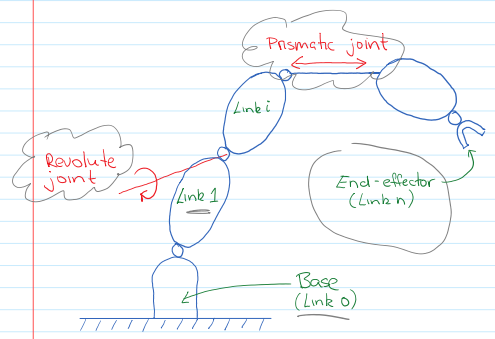 Prismatic joint
Link i
Revolute
joint
Link 1
End-effector
(Link n)
Base
(Link 0)